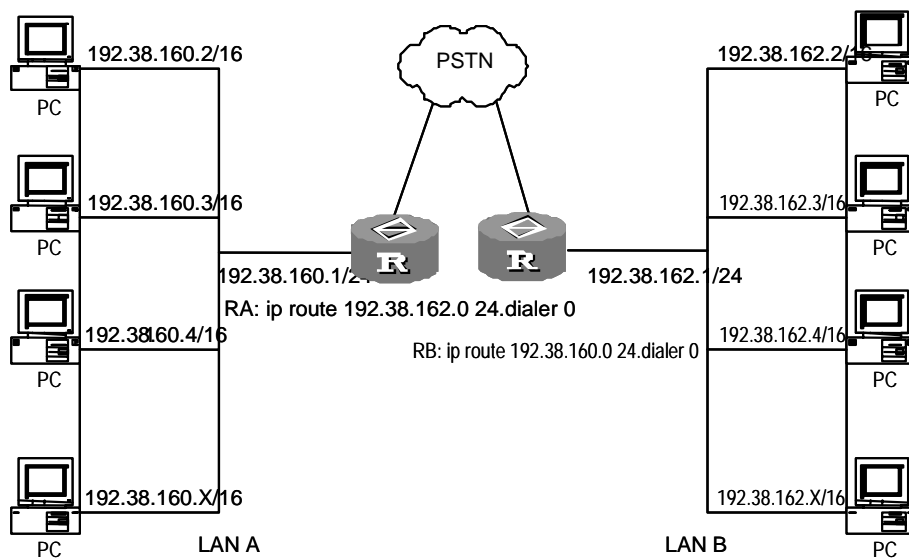 192.38.160.2/16
PC
PSTN
192.38.162.2/16
PC
192.38.160.3/16
PC
192.38.162.3/16
PC
R
R
192.38.160.1/24
192.38.162.1/24
RA: ip route 192.38.162.0 24.dialer 0
192.38.160.4/16
PC
RB: ip route 192.38.160.0 24.dialer 0
192.38.162.4/16
PC
192.38.160.X/16
PC
192.38.162.X/16
PC
LAN A
LAN B